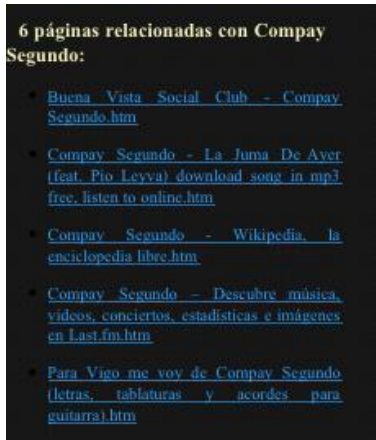 6 páginas relacionadas con Compay
Segundo:
Buena Vista Social Club - Compay
Segundo.htm
Compay Segundo - La Juma De Ayer
(feat. Pio Leyva) download song in mp3
free, listen to online.htm
Compay Segundo - Wikipedia, la
enciclopedia libre.htm
Compay Segundo – Descubre música,
vídeos, conciertos, estadísticas e imágenes
en Last.fm.htm
Para Vigo me voy de Compay Segundo
(letras, tablaturas y acordes para
guitarra).htm